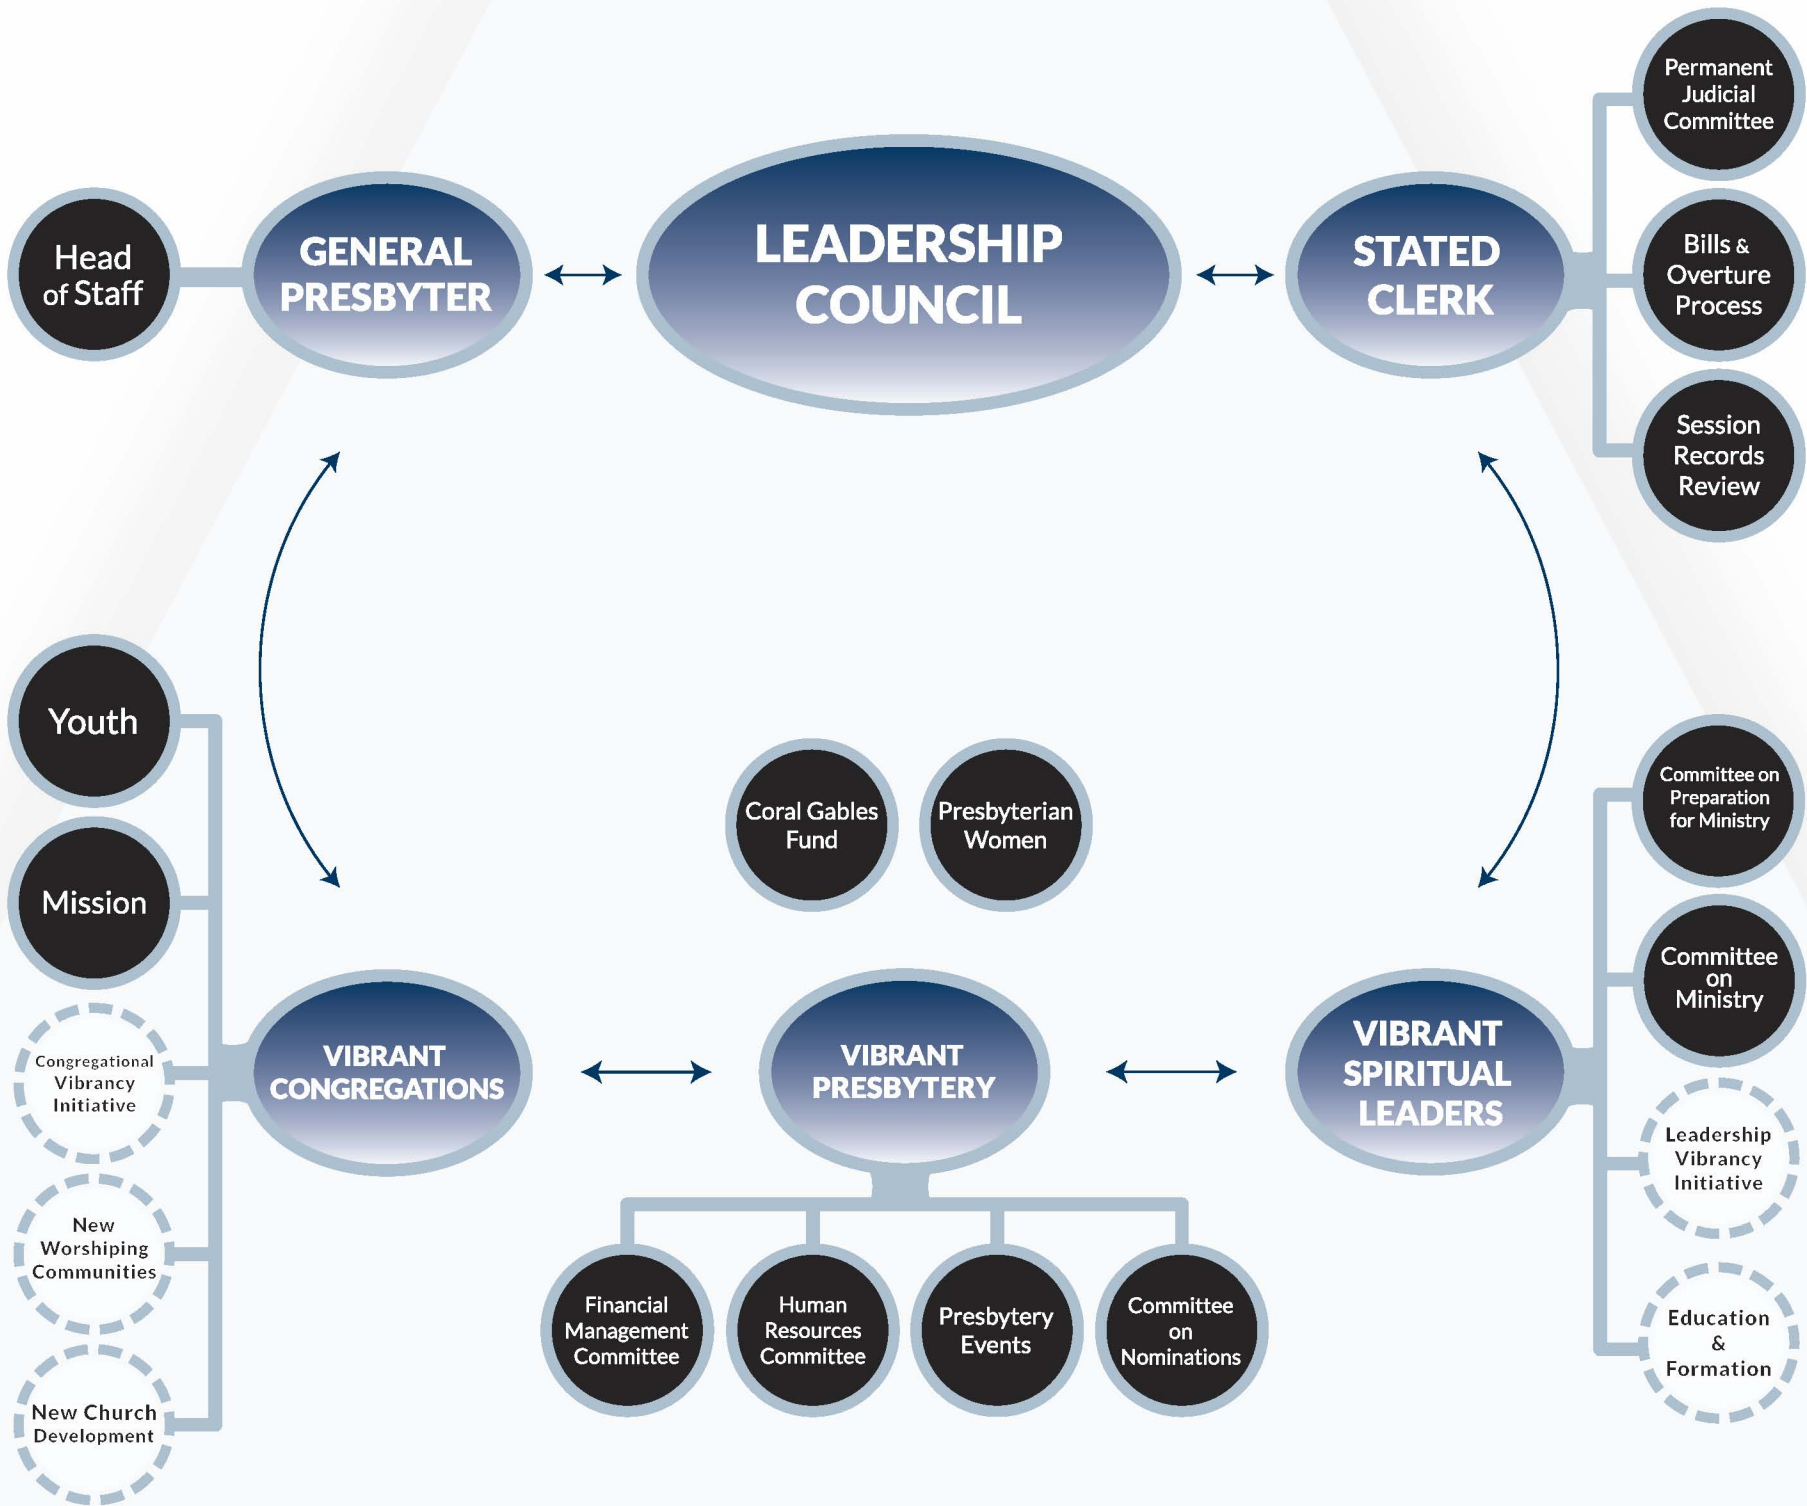 Head
of Staff
GENERAL
PRESBYTER
LEADERSHIP
COUNCIL
STATED
CLERK
Permanent
Judicial
Committee
Bills &
Overture
Process
Session
Records
Review
Youth
Mission
Congregational
Vibrancy
Initiative
New
Worshiping
Communities
New Church
Development
VIBRANT
CONGREGATIONS
Coral Gables
Fund
Presbyterian
Women
VIBRANT
PRESBYTERY
Financial
Management
Committee
Human
Resources
Committee
Presbytery
Events
Committee
on
Nominations
VIBRANT
SPIRITUAL
LEADERS
Committee on
Preparation
for Ministry
Committee
on
Ministry
Leadership
Vibrancy
Initiative
Education
&
Formation